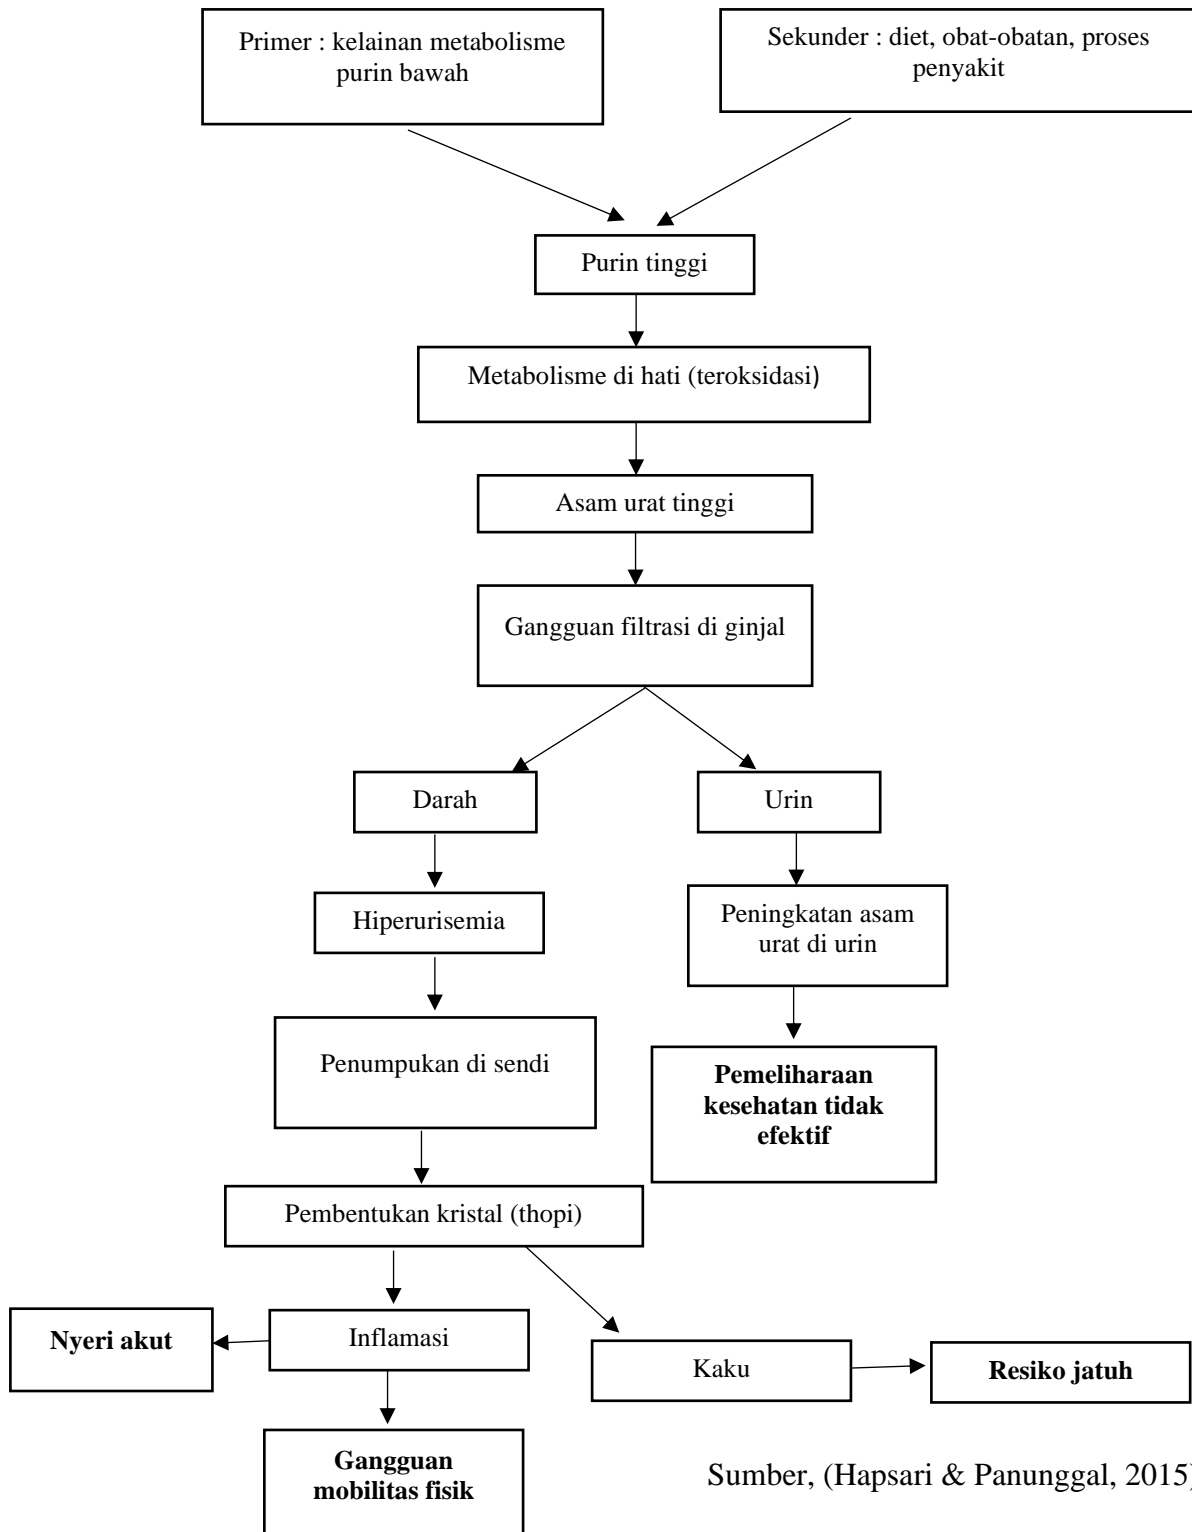 Primer : kelainan metabolisme
purin bawah
Sekunder : diet, obat-obatan, proses
penyakit
Purin tinggi
Metabolisme di hati (teroksidasi)
Asam urat tinggi
Gangguan filtrasi di ginjal
Darah
Urin
Hiperurisemia
Peningkatan asam
urat di urin
Penumpukan di sendi
Pemeliharaan
kesehatan tidak
efektif
Pembentukan kristal (thopi)
Nyeri akut
Inflamasi
Kaku
Resiko jatuh
Gangguan
mobilitas fisik
Sumber, (Hapsari & Panunggal, 2015)